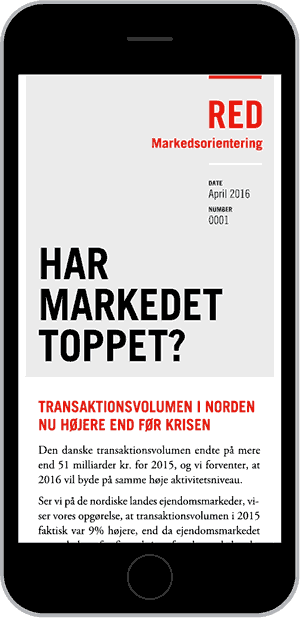 RED
Markedsorientering
DATE
April 2016
NUMBER
0001
HAR
MARKEDET
TOPPET?
TRANSAKTIONSVOLUMEN I NORDEN
NU HØJERE END FØR KRISEN
Den danske transaktionsvolumen endte på mere
end 51 milliarder kr. for 2015, og vi forventer, at
2016 vil byde på samme høje aktivitetsniveau.
Ser vi på de nordiske landes ejendomsmarkeder, vi-
ser vores opgørelse, at transaktionsvolumen i 2015
faktisk var 9% højere, end da ejendomsmarkedet